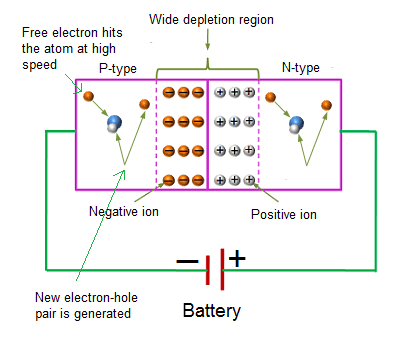 Wide depletion region
Free electron hits
the atom at high
speed
P-type
N-type
Negative ion
Positive ion
− +
New electron-hole
pair is generated
Battery